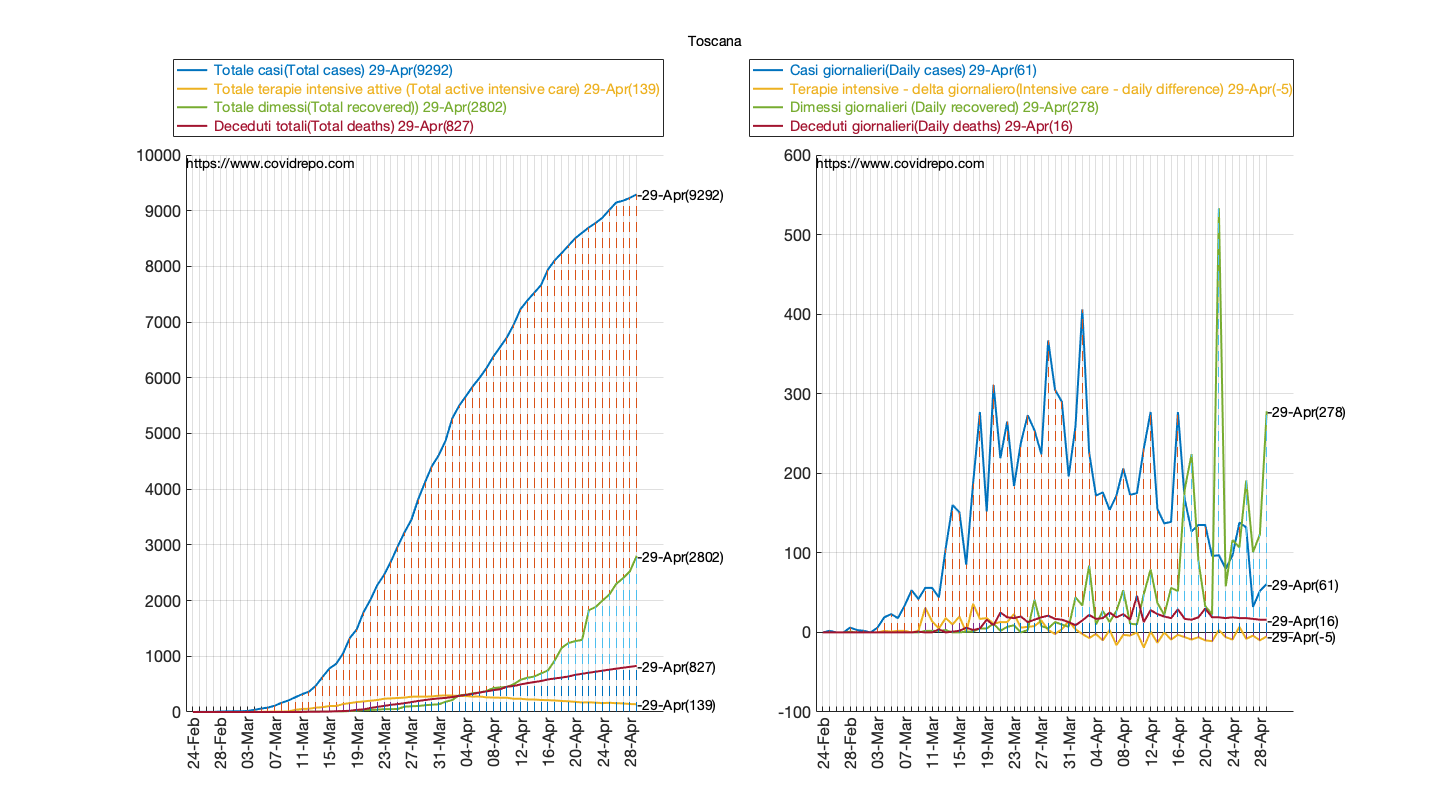 Toscana
Totale casi(Total cases) 29-Apr(9292)
Totale terapie intensive attive (Total active intensive care) 29-Apr(139)
Totale dimessi(Total recovered)) 29-Apr(2802)
Deceduti totali(Total deaths) 29-Apr(827)
10000
9000
8000
7000
6000
5000
4000
3000
2000
1000
0
https://www.covidrepo.com
29-Apr(9292)
29-Apr(2802)
29-Apr(827)
29-Apr(139)
24-Feb
28-Feb
03-Mar
07-Mar
11-Mar
15-Mar
19-Mar
23-Mar
27-Mar
31-Mar
04-Apr
08-Apr
12-Apr
16-Apr
20-Apr
24-Apr
28-Apr
Casi giornalieri(Daily cases) 29-Apr(61)
Terapie intensive - delta giornaliero(Intensive care - daily difference) 29-Apr(-5)
Dimessi giornalieri (Daily recovered) 29-Apr(278)
Deceduti giornalieri(Daily deaths) 29-Apr(16)
600
500
400
300
200
100
0
-100
https://www.covidrepo.com
29-Apr(278)
29-Apr(61)
29-Apr(16)
29-Apr(-5)
24-Feb
28-Feb
03-Mar
07-Mar
11-Mar
15-Mar
19-Mar
23-Mar
27-Mar
31-Mar
04-Apr
08-Apr
12-Apr
16-Apr
20-Apr
24-Apr
28-Apr